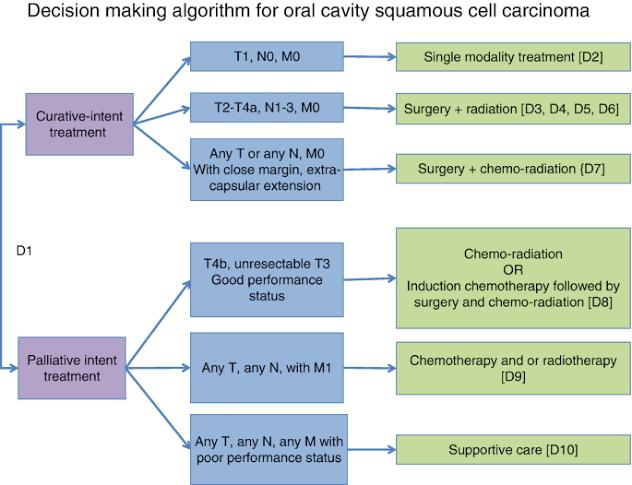 Decision making algorithm for oral cavity squamous cell carcinoma
T1, N0, M0
Single modality treatment [D2]
Curative-intent
treatment
T2-T4a, N1-3, M0
Surgery + radiation [D3, D4, D5, D6]
Any T or any N, M0
With close margin, extra-
capsular extension
Surgery + chemo-radiation {D7]
D1
T4b, unresectable T3
Good performance
status
Chemo-radiation
OR
Induction chemotherapy followed by
surgery and chemo-radiation [D8]
Palliative intent
treatment
Any T, any N, with M1
Chemotherapy and or radiotherapy
[D9]
Any T, any N, any M with
poor performance status
Supportive care [D10]